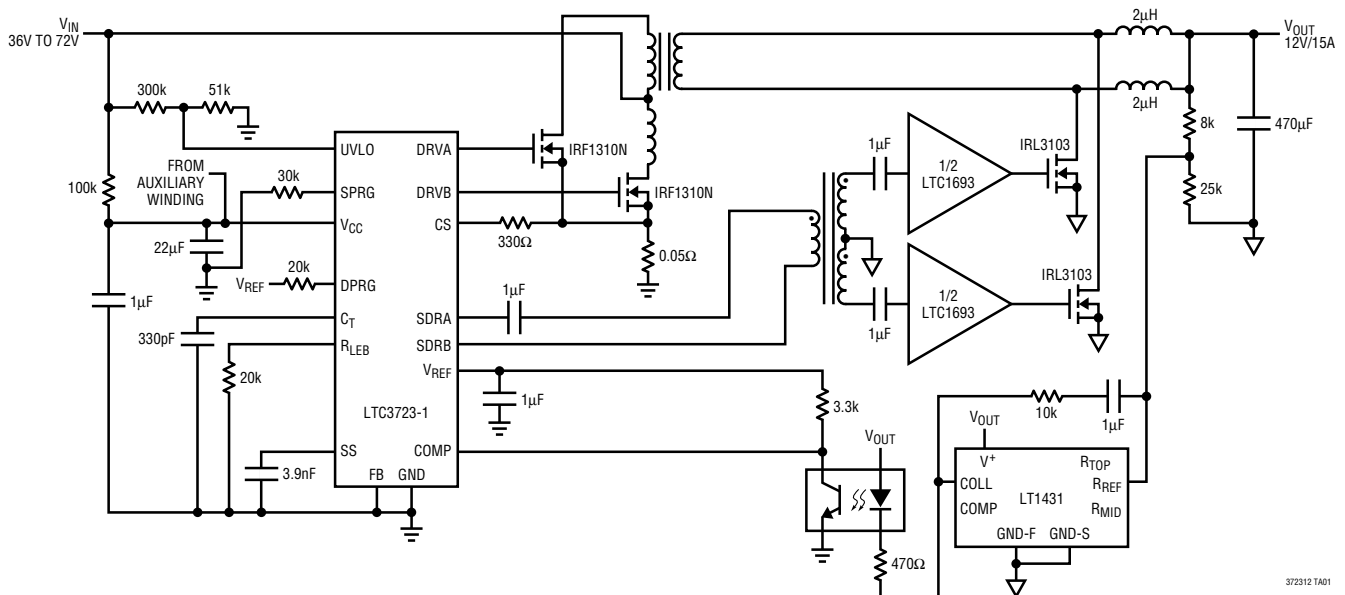 VIN
36V TO 72V
2µH
VOUT
12V/15A
300k
51k
2µH
8k
470µF
UVLO
DRVA
IRF1310N
1µF
1/2
LTC1693
IRL3103
FROM
AUXILIARY
WINDING
30k
SPRG
DRVB
IRF1310N
100k
25k
VCC
CS
330Ω
22µF
0.05Ω
VREF
20k
DPRG
1µF
CT
SDRA
1µF
1µF
1/2
LTC1693
IRL3103
330pF
RLEB
SDRB
20k
VREF
1µF
3.3k
10k
1µF
LTC3723-1
VOUT
VOUT
SS
COMP
V+
RTOP
3.9nF
FB
GND
COLL
LT1431
RREF
COMP
RMID
GND-F
GND-S
470Ω
372312 TA01